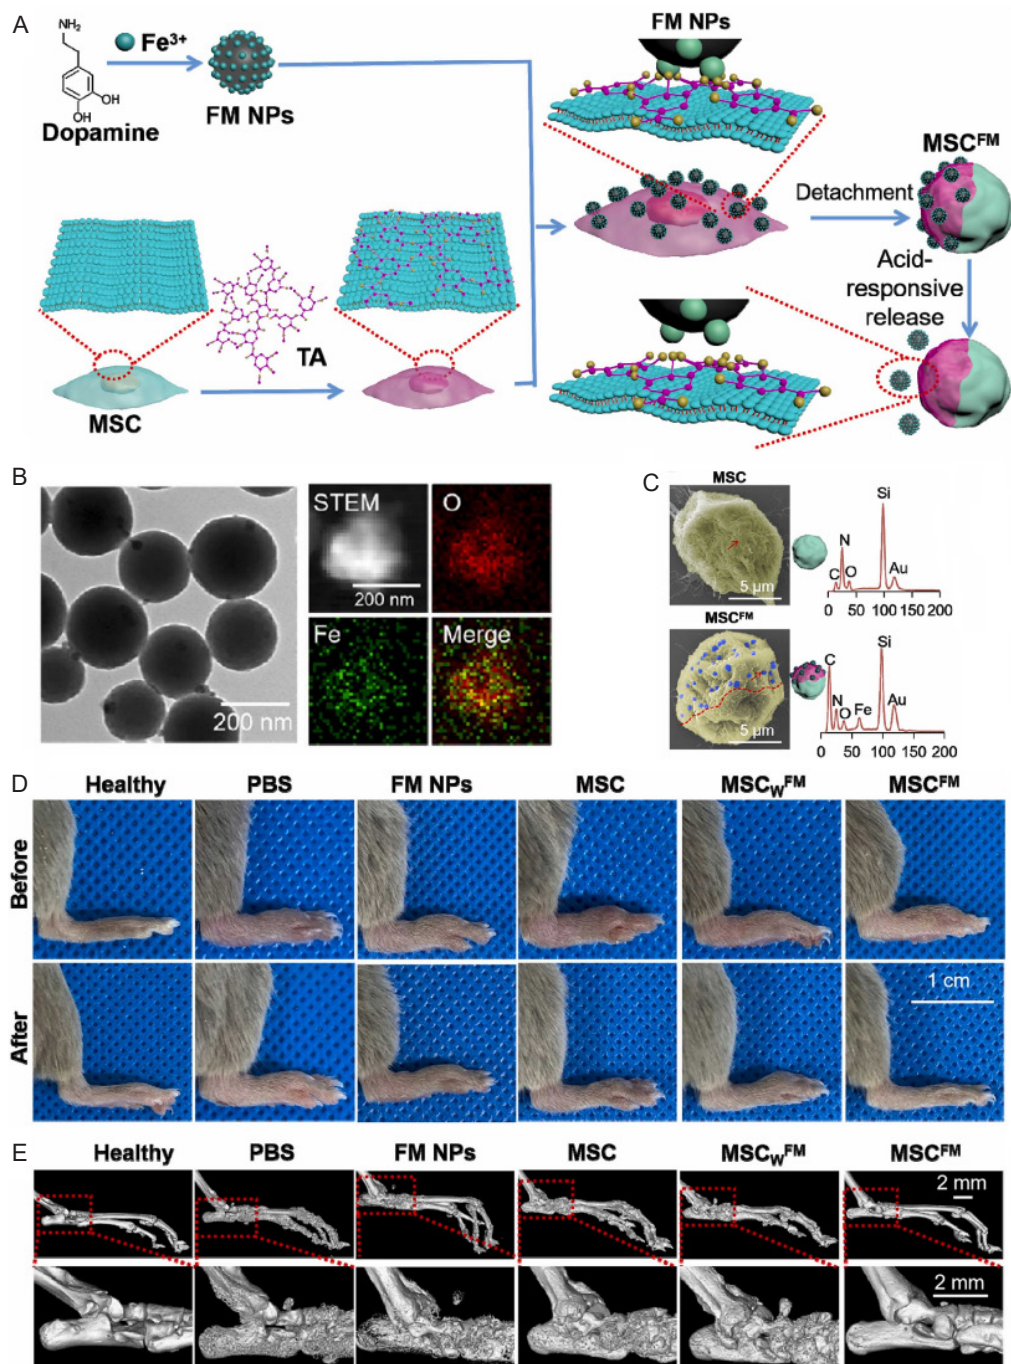 A
NH₂
OH
OH
Dopamine
Fe³⁺
FM NPs
FM NPs
MSC
TA
Detachment
MSCᶠᴹ
Acid-
responsive
release
B
200 nm
STEM
200 nm
O
Fe
Merge
C
MSC
5 µm
C
N
O
Si
Au
0 50 100 150 200
MSCᶠᴹ
5 µm
C
N
O
Fe
Si
Au
0 50 100 150 200
D
Healthy PBS FM NPs MSC MSC_Wᶠᴹ MSCᶠᴹ
Before
After
1 cm
E
Healthy PBS FM NPs MSC MSC_Wᶠᴹ MSCᶠᴹ
2 mm
2 mm